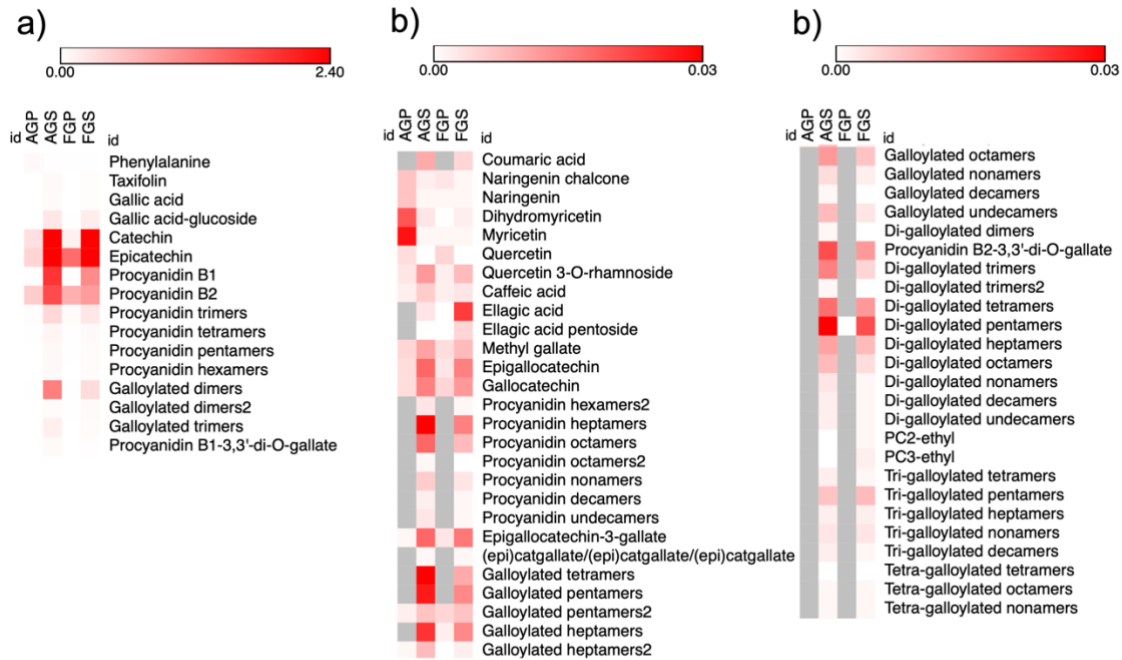 a)
0.00 2.40
id AGP AGS FGP FGS id
Phenylalanine
Taxifolin
Gallic acid
Gallic acid-glucoside
Catechin
Epicatechin
Procyanidin B1
Procyanidin B2
Procyanidin trimers
Procyanidin tetramers
Procyanidin pentamers
Procyanidin hexamers
Galloylated dimers
Galloylated dimers2
Galloylated trimers
Procyanidin B1-3,3'-di-O-gallate
b)
0.00 0.03
id AGP AGS FGP FGS id
Coumaric acid
Naringenin chalcone
Naringenin
Dihydromyricetin
Myricetin
Quercetin
Quercetin 3-O-rhamnoside
Caffeic acid
Ellagic acid
Ellagic acid pentoside
Methyl gallate
Epigallocatechin
Gallocatechin
Procyanidin hexamers2
Procyanidin heptamers
Procyanidin octamers
Procyanidin octamers2
Procyanidin nonamers
Procyanidin decamers
Procyanidin undecamers
Epigallocatechin-3-gallate
(epi)catgallate/(epi)catgallate/(epi)catgallate
Galloylated tetramers
Galloylated pentamers
Galloylated pentamers2
Galloylated heptamers
Galloylated heptamers2
b)
0.00 0.03
id AGP AGS FGP FGS id
Galloylated octamers
Galloylated nonamers
Galloylated decamers
Galloylated undecamers
Di-galloylated dimers
Procyanidin B2-3,3'-di-O-gallate
Di-galloylated trimers
Di-galloylated trimers2
Di-galloylated tetramers
Di-galloylated pentamers
Di-galloylated heptamers
Di-galloylated octamers
Di-galloylated nonamers
Di-galloylated decamers
Di-galloylated undecamers
PC2-ethyl
PC3-ethyl
Tri-galloylated tetramers
Tri-galloylated pentamers
Tri-galloylated heptamers
Tri-galloylated nonamers
Tri-galloylated decamers
Tetra-galloylated tetramers
Tetra-galloylated octamers
Tetra-galloylated nonamers